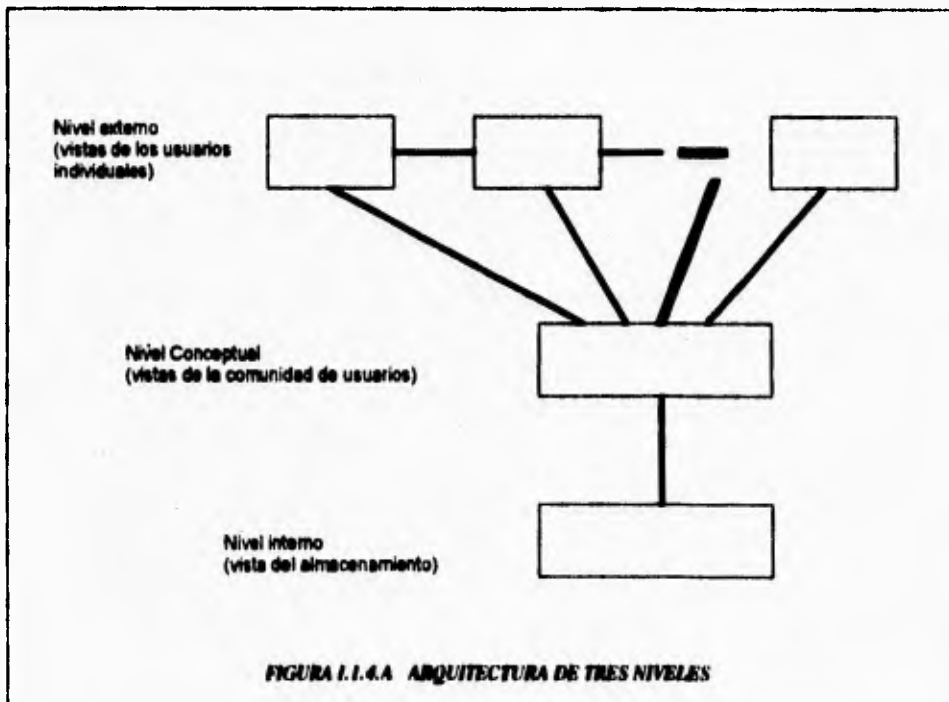 Nivel externo
(vistas de los usuarios
individuales)
Nivel Conceptual
(vistas de la comunidad de usuarios)
Nivel interno
(vista del almacenamiento)
FIGURA I.1.4.A ARQUITECTURA DE TRES NIVELES